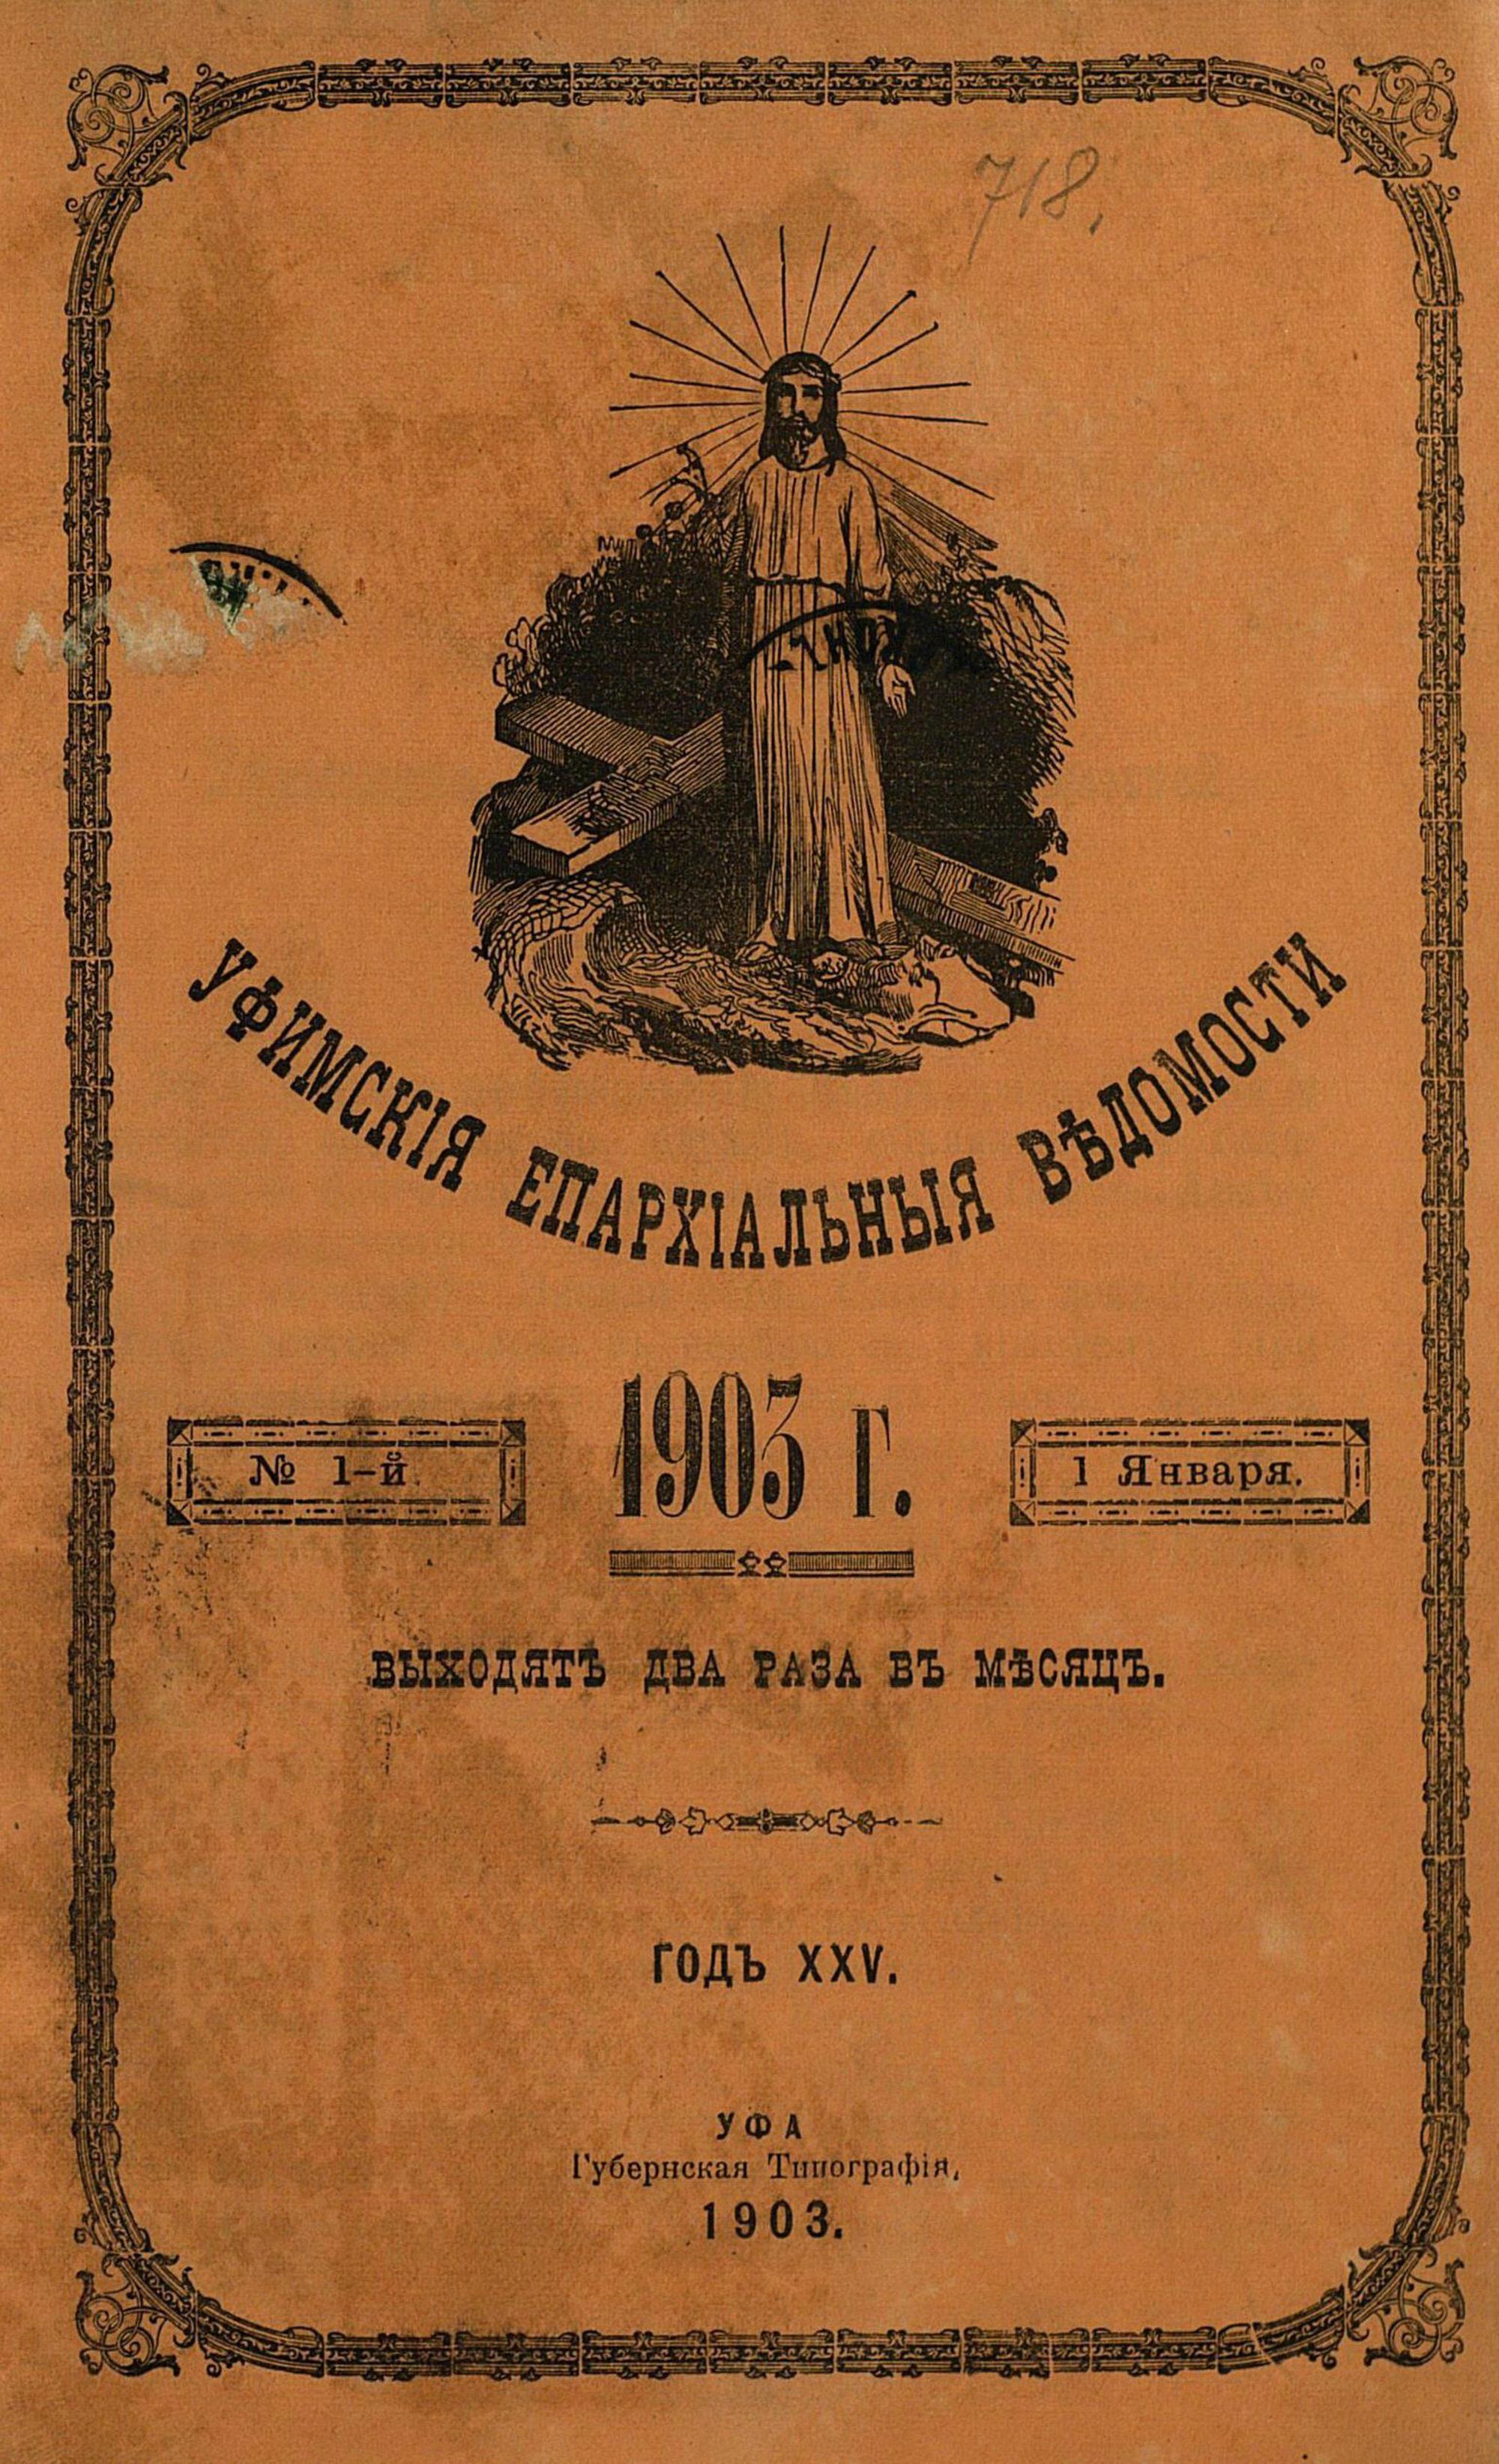 718.
УФИМСКІЯ ЕПАРХІАЛЬНЫЯ ВѢДОМОСТИ
1903 г.
№ 1-й.
1 Января.
ВЫХОДЯТЪ ДВА РАЗА ВЪ МѢСЯЦЪ.
ГОДЪ XXV.
УФА
Губернская Типографія,
1903.